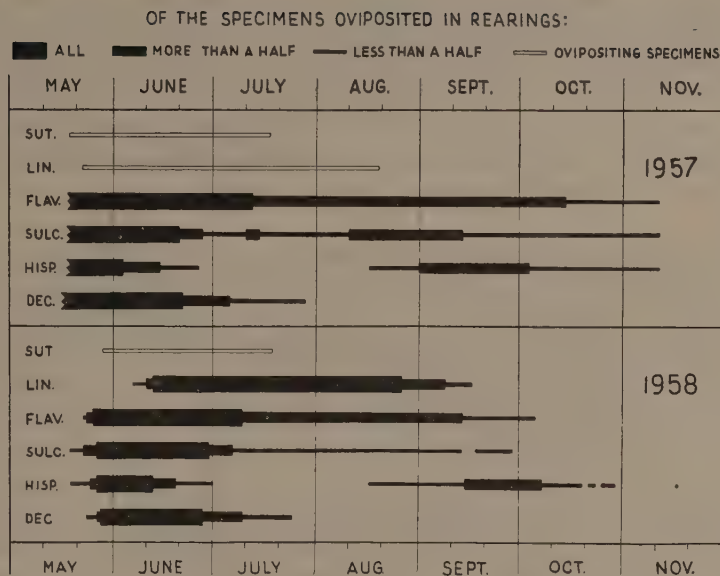 OF THE SPECIMENS OVIPOSITED IN REARINGS:
ALL MORE THAN A HALF LESS THAN A HALF OVIPOSITING SPECIMENS
MAY JUNE JULY AUG. SEPT. OCT. NOV.
SUT.
LIN. 1957
FLAV.
SULC.
HISP.
DEC.
SUT
LIN. 1958
FLAV.
SULC.
HISP.
DEC
MAY JUNE JULY AUG SEPT. OCT. NOV.